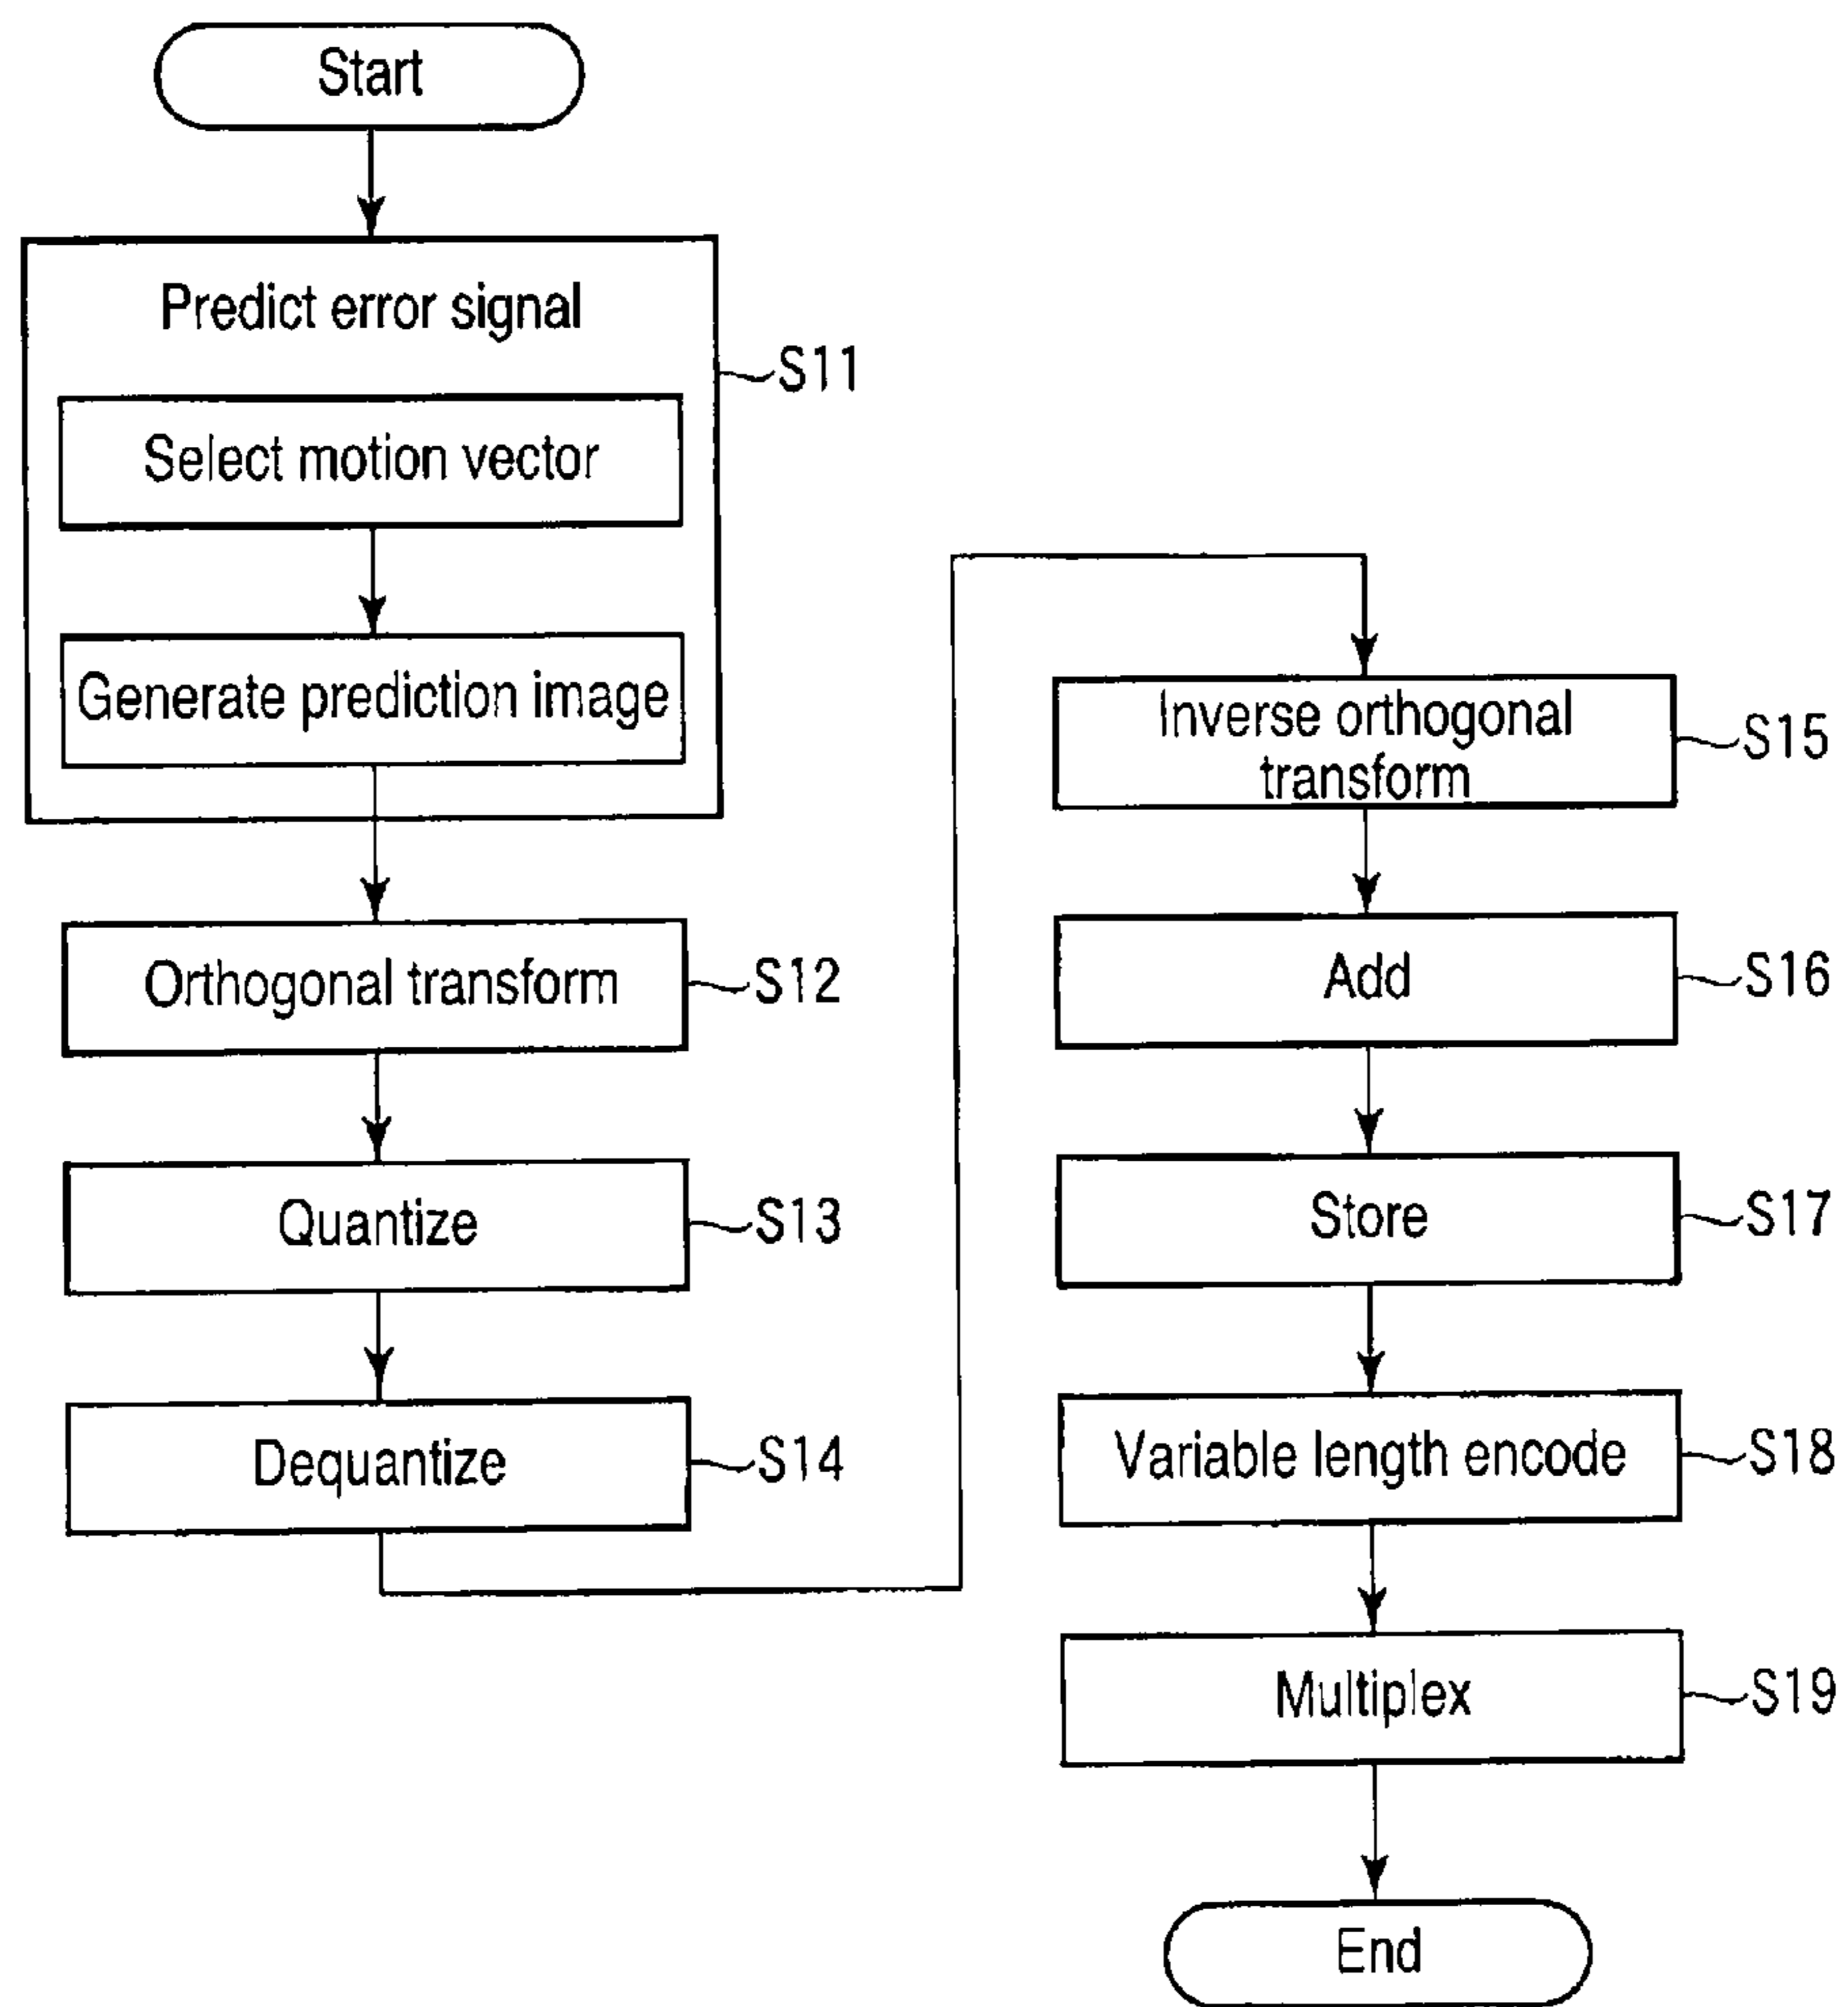 Start
Predict error signal
S11
Select motion vector
Generate prediction image
Orthogonal transform
S12
Quantize
S13
Dequantize
S14
Inverse orthogonal
transform
S15
Add
S16
Store
S17
Variable length encode
S18
Multiplex
S19
End